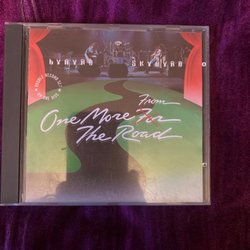 LYNYRD SKYNYRD
From
One More For
The Road